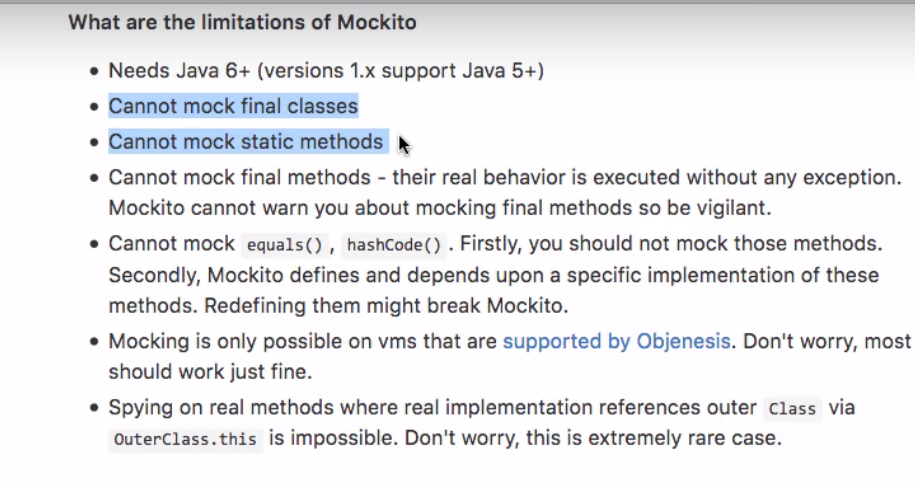 What are the limitations of Mockito
• Needs Java 6+ (versions 1.x support Java 5+)
• Cannot mock final classes
• Cannot mock static methods
• Cannot mock final methods - their real behavior is executed without any exception.
Mockito cannot warn you about mocking final methods so be vigilant.
• Cannot mock equals(), hashCode(). Firstly, you should not mock those methods.
Secondly, Mockito defines and depends upon a specific implementation of these
methods. Redefining them might break Mockito.
• Mocking is only possible on vms that are supported by Objenesis. Don't worry, most
should work just fine.
• Spying on real methods where real implementation references outer Class via
OuterClass.this is impossible. Don't worry, this is extremely rare case.